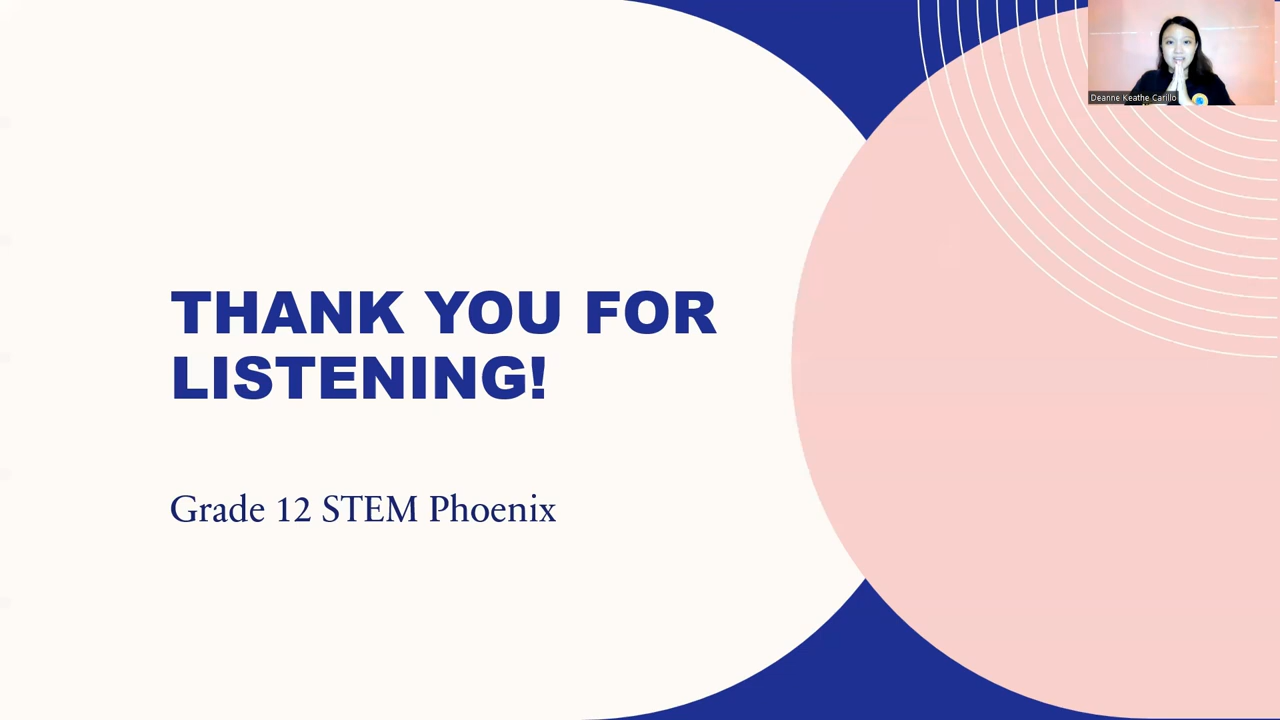 Deanne Keathe Carillo
THANK YOU FOR
LISTENING!
Grade 12 STEM Phoenix